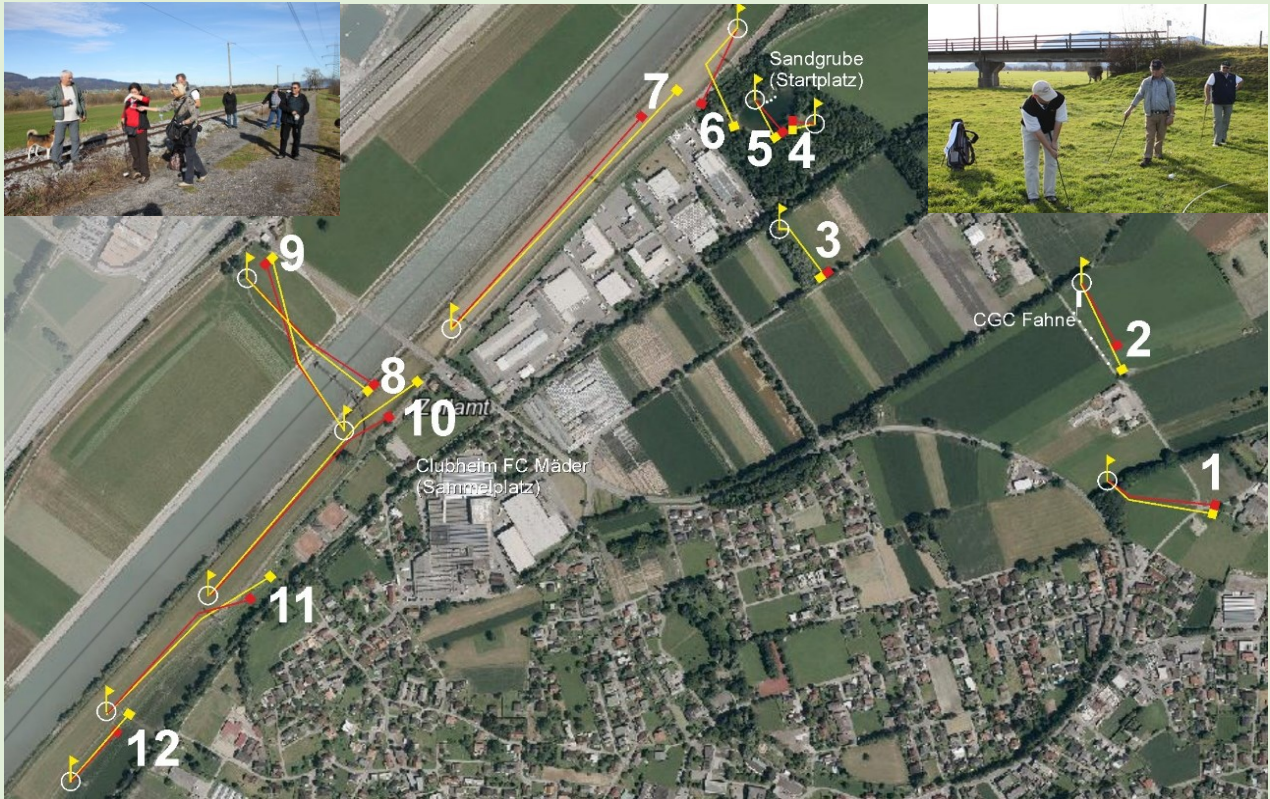 Sandgrube
(Startplatz)
7
6
5
4
3
9
CGC Fahne
2
8
Zollamt
10
Clubheim FC Mäder
(Sammelplatz)
1
11
12